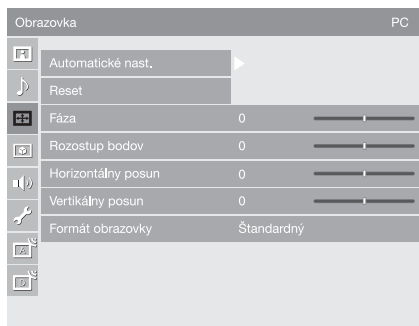 Obrazovka PC
Automatické nast.
Reset
Fáza 0
Rozostup bodov 0
Horizontálny posun 0
Vertikálny posun 0
Formát obrazovky Štandardný
A
D